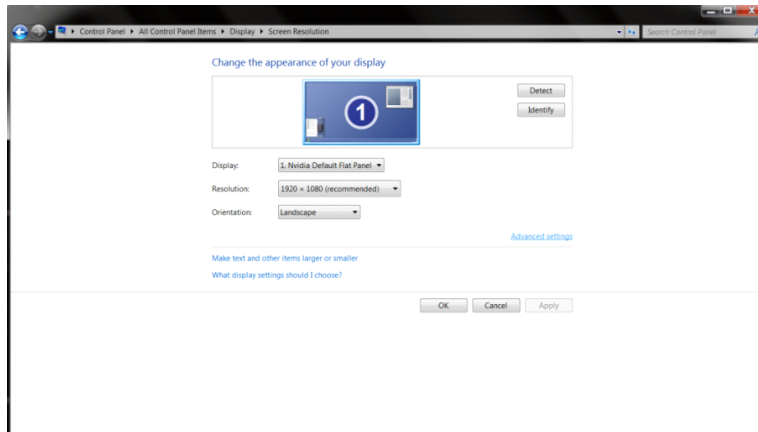 Control Panel ▸ All Control Panel Items ▸ Display ▸ Screen Resolution
Search Control Panel
Change the appearance of your display
1
Detect
Identify
Display: 1. Nvidia Default Flat Panel
Resolution: 1920 × 1080 (recommended)
Orientation: Landscape
Advanced settings
Make text and other items larger or smaller
What display settings should I choose?
OK Cancel Apply